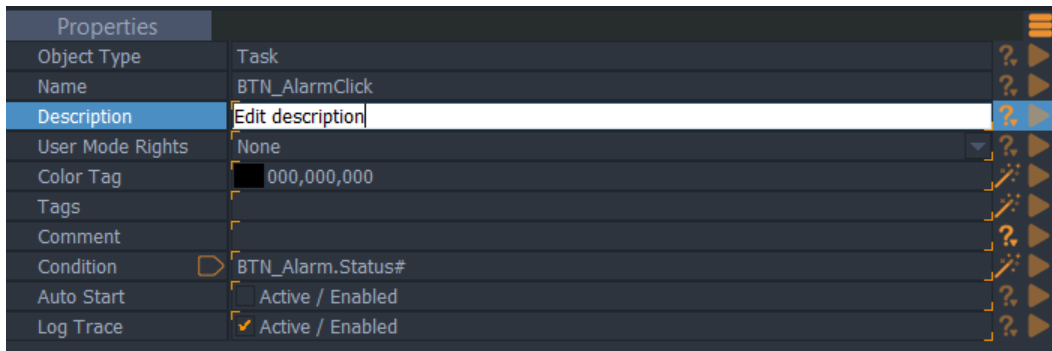 Properties
Object Type Task
Name BTN_AlarmClick
Description Edit description
User Mode Rights None
Color Tag 000,000,000
Tags
Comment
Condition BTN_Alarm.Status#
Auto Start Active / Enabled
Log Trace Active / Enabled